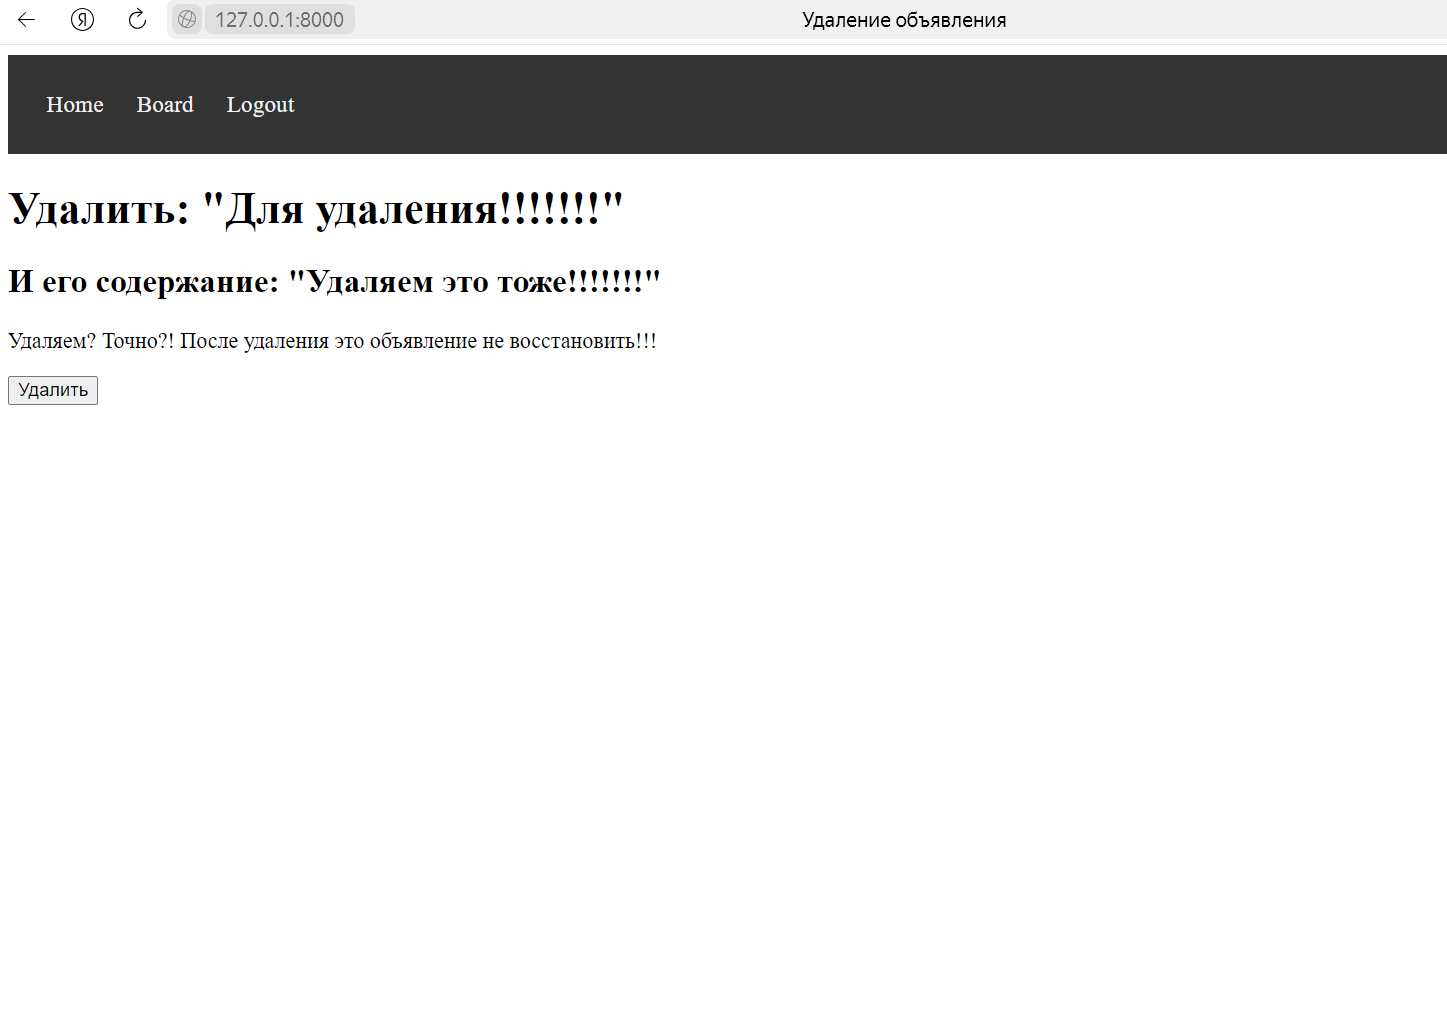 Я 127.0.0.1:8000 Удаление объявления
Home Board Logout
Удалить: "Для удаления!!!!!!!"
И его содержание: "Удаляем это тоже!!!!!!!"
Удаляем? Точно?! После удаления это объявление не восстановить!!!
Удалить